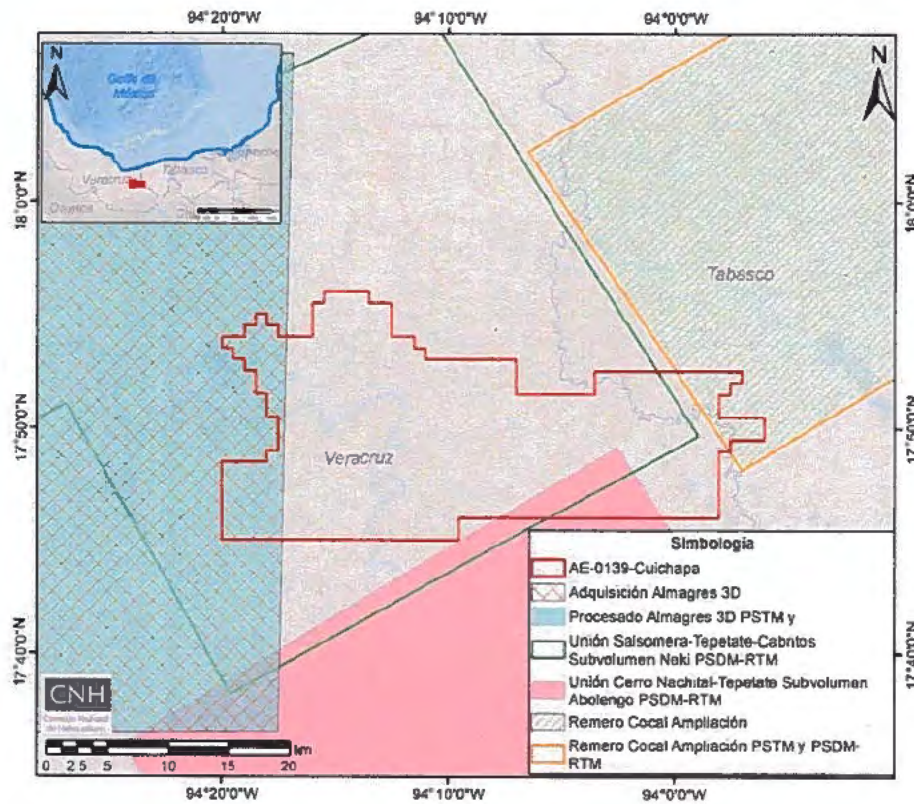 94°20'0"W 94°10'0"W 94°0'0"W
N
Golfo de
México
Veracruz
Tabasco
Oaxaca
N
18°0'0"N
18°0'0"N
Tabasco
17°50'0"N
17°50'0"N
Veracruz
Simbología
AE-0139-Cuichapa
Adquisición Almagres 3D
Procesado Almagres 3D PSTM y
Unión Salsomera-Tepetate-Cabritos
Subvolumen Neki PSDM-RTM
Unión Cerro Nachital-Tepetate Subvolumen
Abolengo PSDM-RTM
Remero Cocal Ampliación
Remero Cocal Ampliación PSTM y PSDM-
RTM
17°40'0"N
17°40'0"N
CNH
Comisión Nacional
de Hidrocarburos
km
0 2.5 5 10 15 20
94°20'0"W 94°10'0"W 94°0'0"W